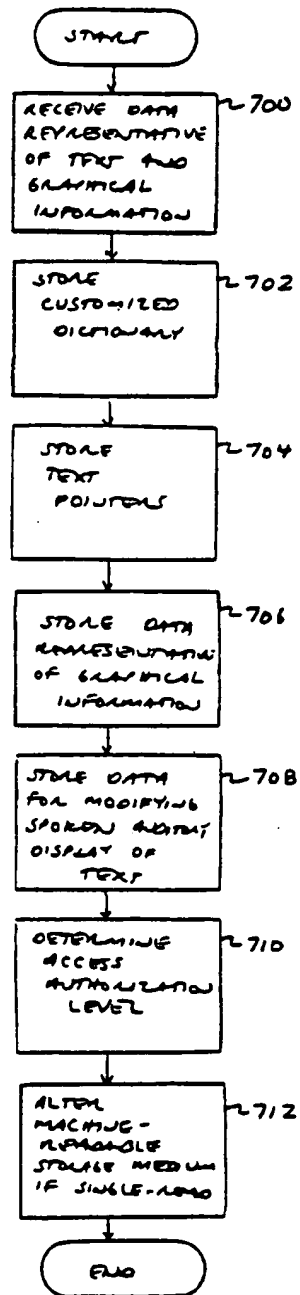 START
RECEIVE DATA
REPRESENTATIVE
OF TEXT AND
GRAPHICAL
INFORMATION
700
STORE
CUSTOMIZED
DICTIONARY
702
STORE
TEXT
POINTERS
704
STORE DATA
REPRESENTATIVE
OF GRAPHICAL
INFORMATION
706
STORE DATA
FOR MODIFYING
SPOKEN AUDITORY
DISPLAY OF
TEXT
708
DETERMINE
ACCESS
AUTHORIZATION
LEVEL
710
ALTER
MACHINE-
READABLE
STORAGE MEDIUM
IF SINGLE-READ
712
END